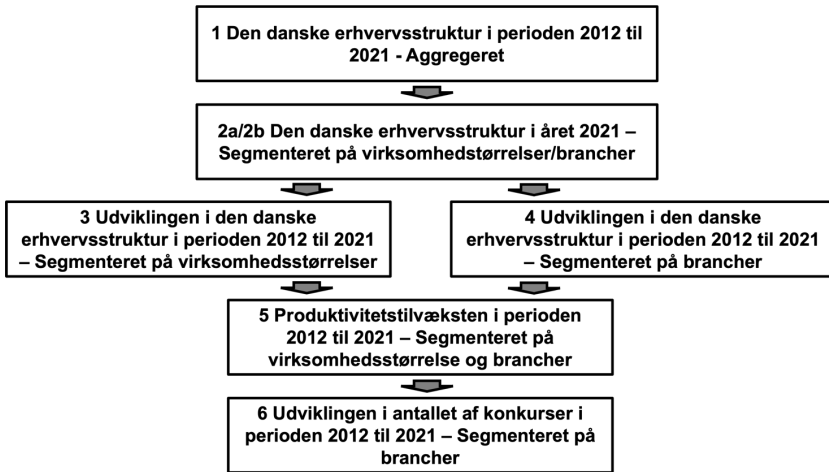 1 Den danske erhvervsstruktur i perioden 2012 til
2021 - Aggregeret
2a/2b Den danske erhvervsstruktur i året 2021 –
Segmenteret på virksomhedstørrelser/brancher
3 Udviklingen i den danske
erhvervsstruktur i perioden 2012 til 2021
– Segmenteret på virksomhedsstørrelser
4 Udviklingen i den danske
erhvervsstruktur i perioden 2012 til 2021
– Segmenteret på brancher
5 Produktivitetstilvæksten i perioden
2012 til 2021 – Segmenteret på
virksomhedsstørrelse og brancher
6 Udviklingen i antallet af konkurser i
perioden 2012 til 2021 – Segmenteret på
brancher